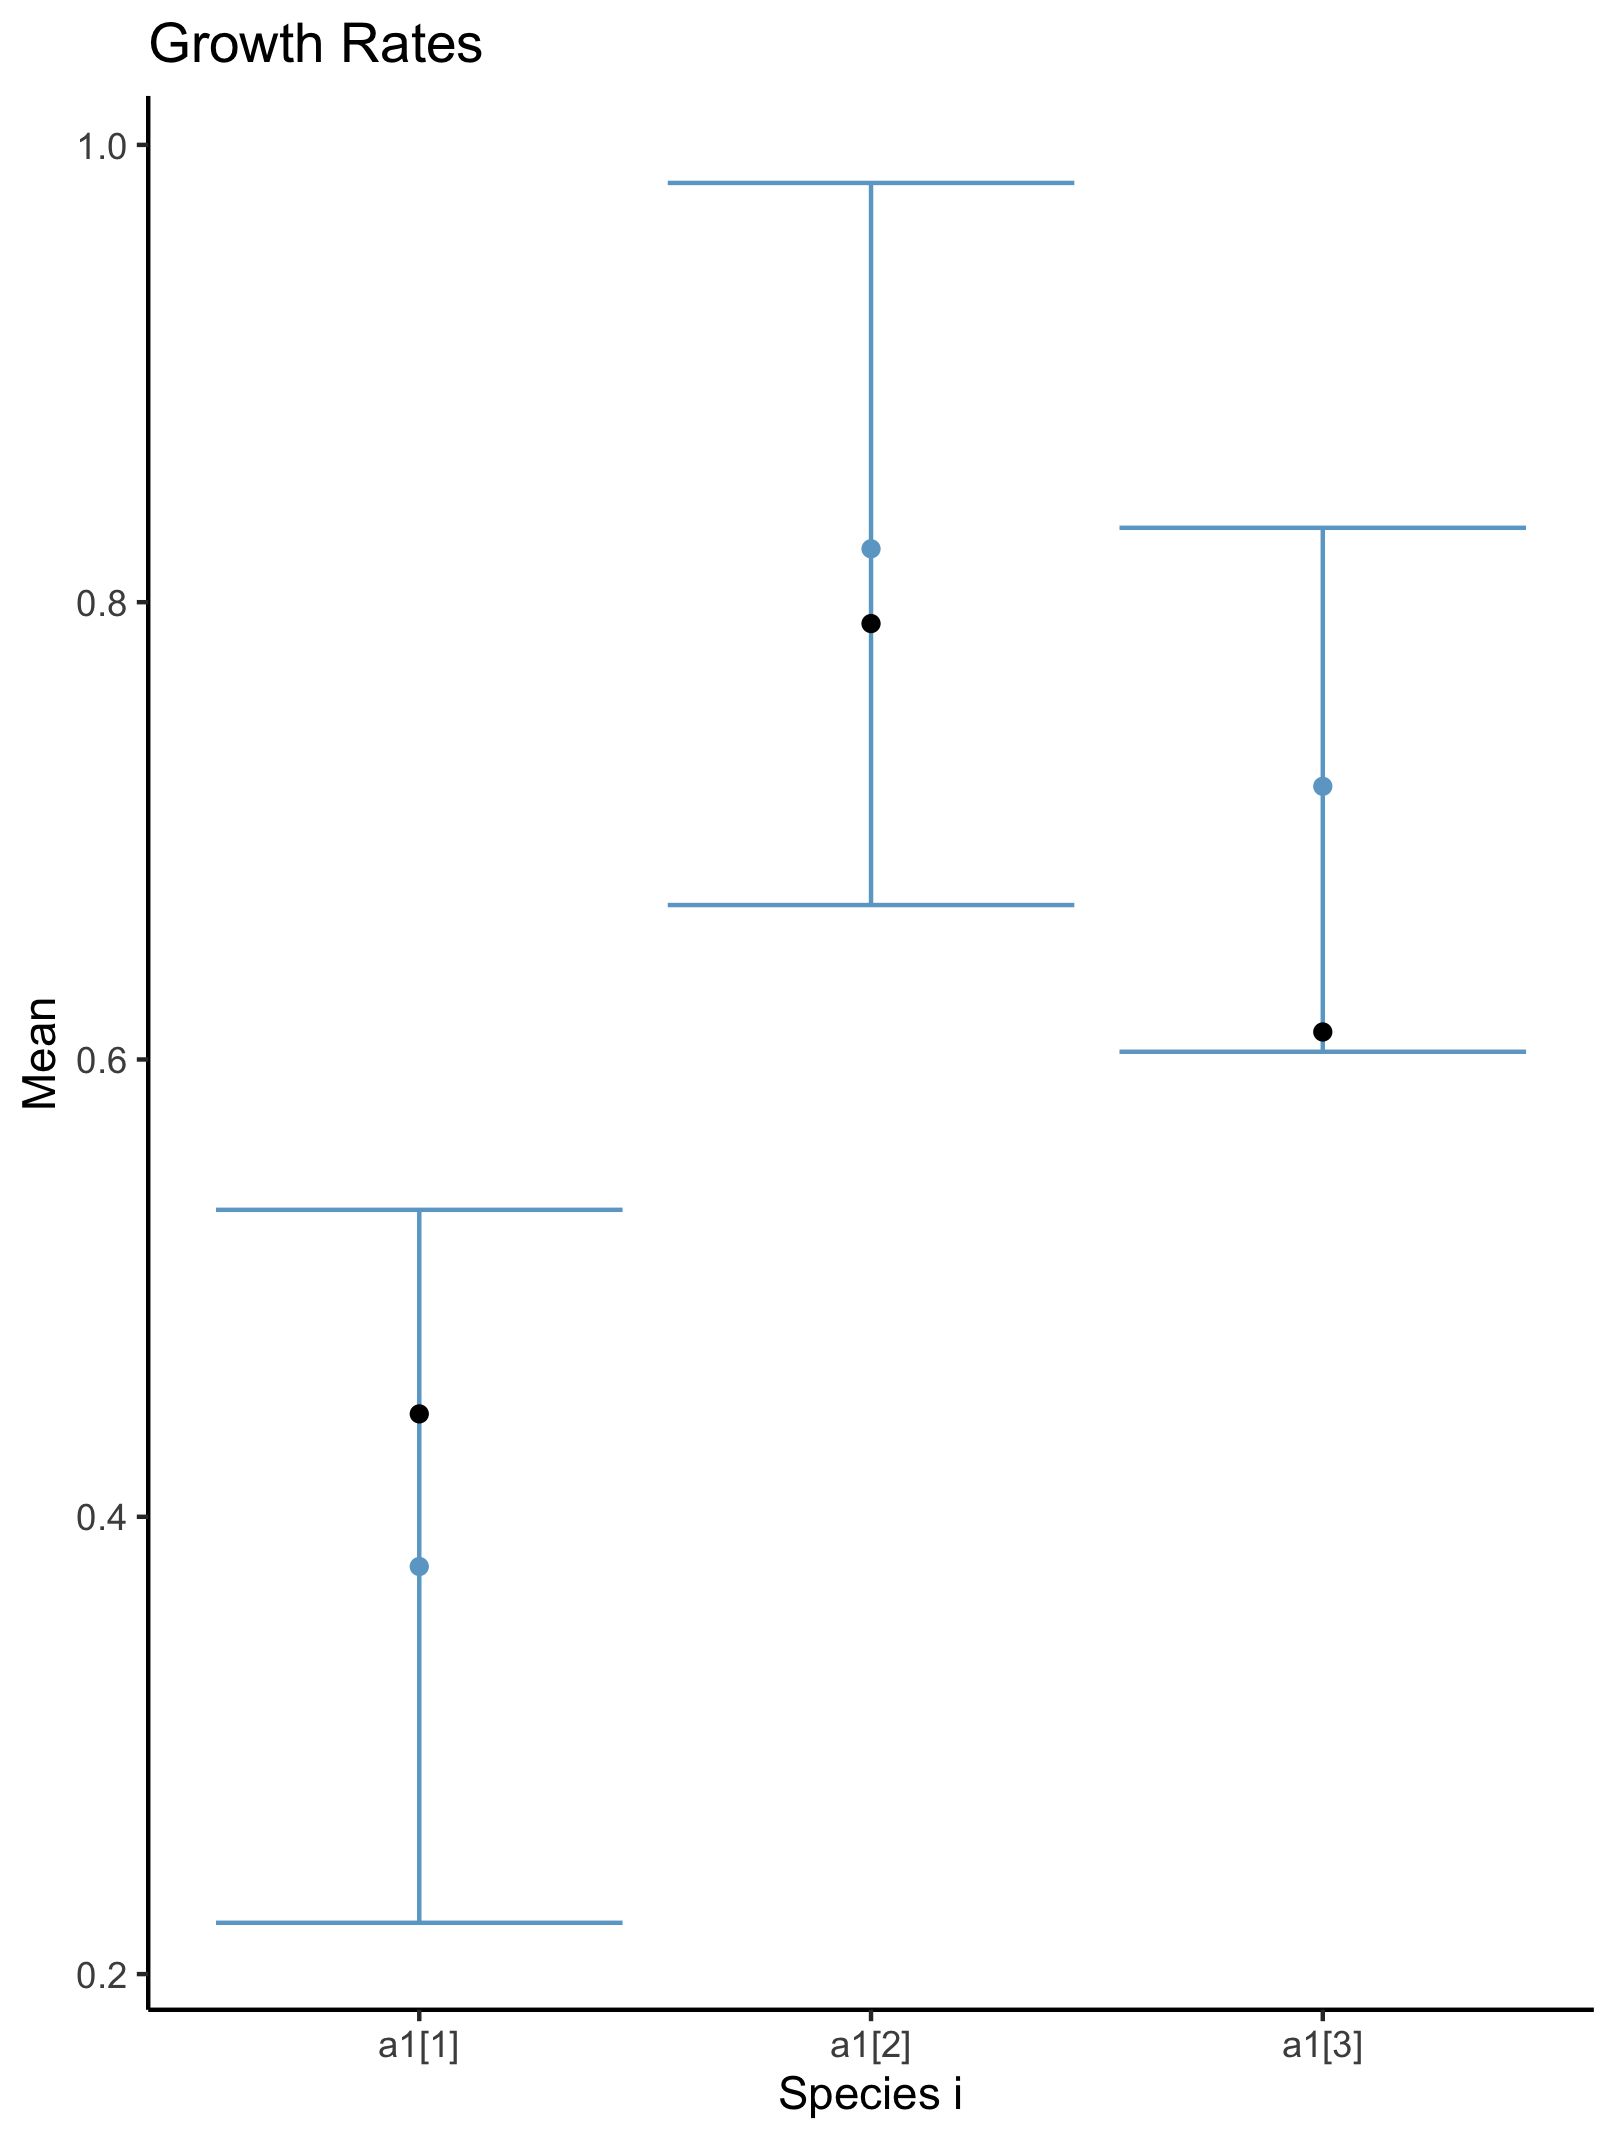 Growth Rates
1.0
0.8
0.6
0.4
0.2
Mean
a1[1] a1[2] a1[3]
Species i